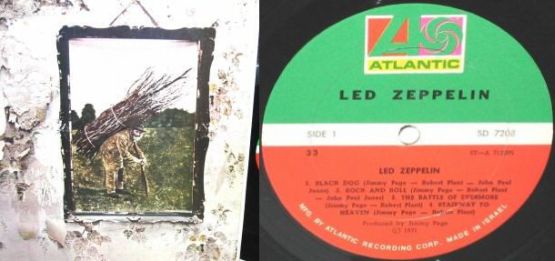 ATLANTIC
LED ZEPPELIN
SIDE 1
SD 7208
33
LED ZEPPELIN
1. BLACK DOG (Jimmy Page — Robert Plant — John Paul
Jones) 2. ROCK AND ROLL (Jimmy Page — Robert Plant —
John Paul Jones) 3. THE BATTLE OF EVERMORE
(Jimmy Page — Robert Plant) 4. STAIRWAY TO
HEAVEN (Jimmy Page — Robert Plant)
Produced by Jimmy Page
1971
MFG. BY ATLANTIC RECORDING CORP. MADE IN ISRAEL